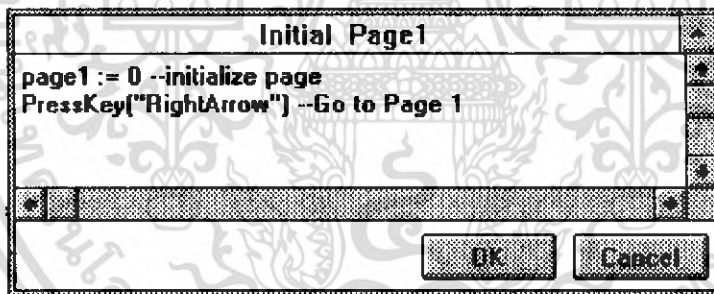 Initial Page1
page1 := 0 --initialize page
PressKey("RightArrow") --Go to Page 1
OK
Cancel